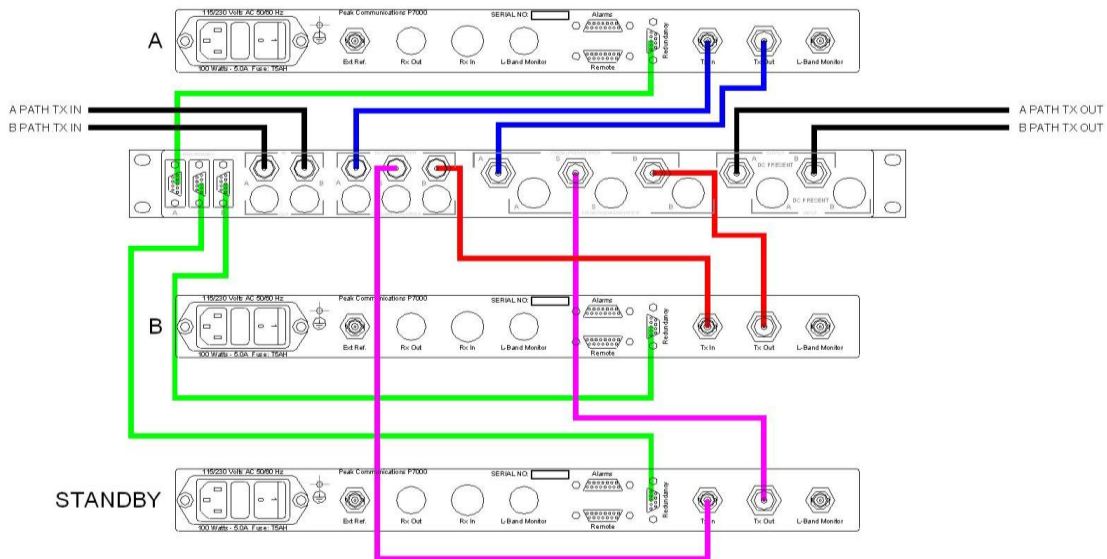 115/230 Volts AC 50/60 Hz
Peak Communications P7000
SERIAL NO:
Alarms
A
Redundancy
Ext Ref.
Rx Out
Rx In
L-Band Monitor
Remote
Tx In
Tx Out
L-Band Monitor
100 Watts - 5.0A Fuse: T5AH
A PATH TX IN
B PATH TX IN
A PATH TX OUT
B PATH TX OUT
A
S
B
A
B
DC PRESENT
A
B
A
B
A
S
B
DC PRESENT
A
S
B
A
B
115/230 Volts AC 50/60 Hz
Peak Communications P7000
SERIAL NO:
Alarms
B
Redundancy
Ext Ref.
Rx Out
Rx In
L-Band Monitor
Remote
Tx In
Tx Out
L-Band Monitor
100 Watts - 5.0A Fuse: T5AH
115/230 Volts AC 50/60 Hz
Peak Communications P7000
SERIAL NO:
Alarms
STANDBY
Redundancy
Ext Ref.
Rx Out
Rx In
L-Band Monitor
Remote
Tx In
Tx Out
L-Band Monitor
100 Watts - 5.0A Fuse: T5AH